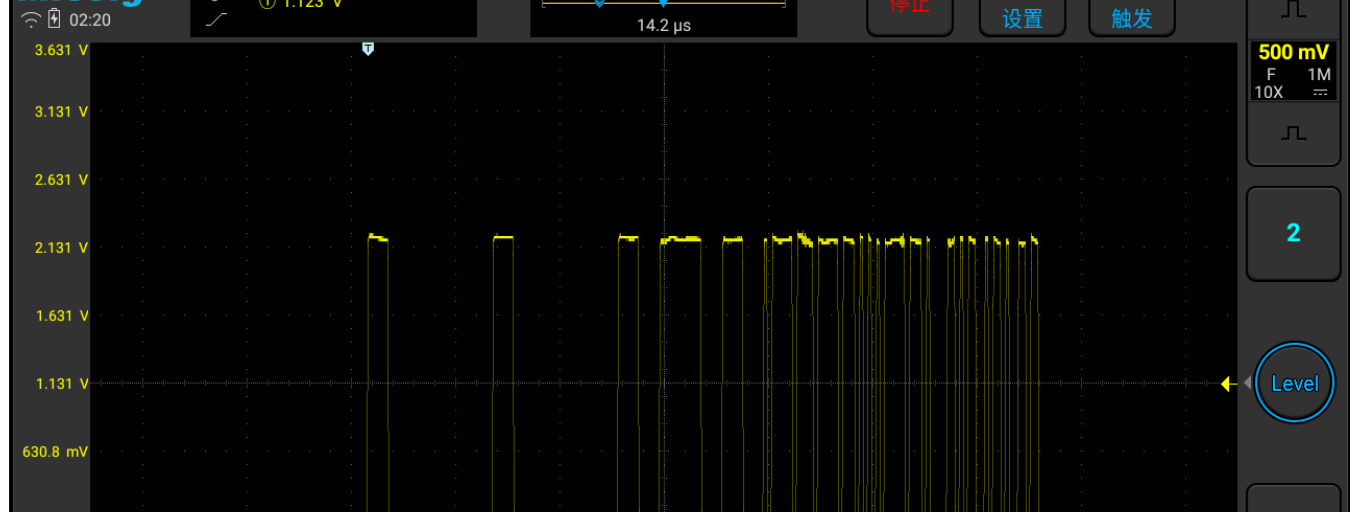 ① 1.123 V
停止
02:20
14.2 µs
设置
触发
3.631 V
T
500 mV
F 1M
10X
3.131 V
2.631 V
2
2.131 V
1.631 V
1.131 V
Level
630.8 mV